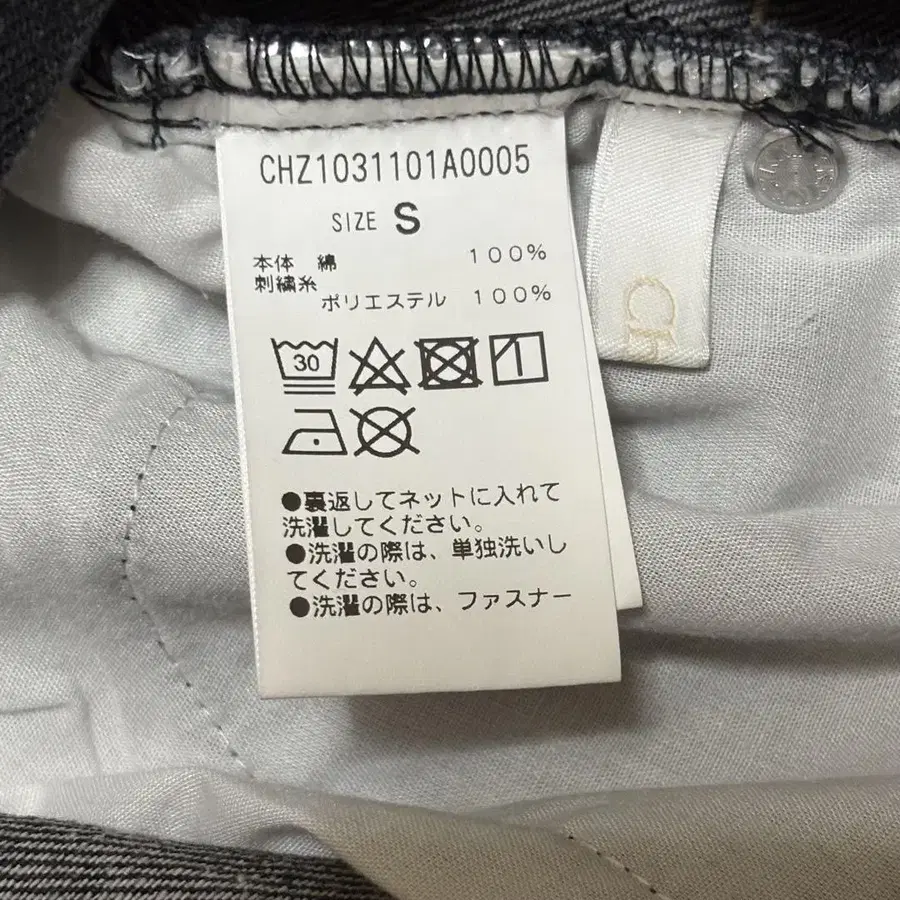 CHZ1031101A0005
SIZE S
本体 綿 100%
刺繍糸
ポリエステル 100%
30
●裏返してネットに入れて
洗濯してください。
●洗濯の際は、単独洗いし
てください。
●洗濯の際は、ファスナー